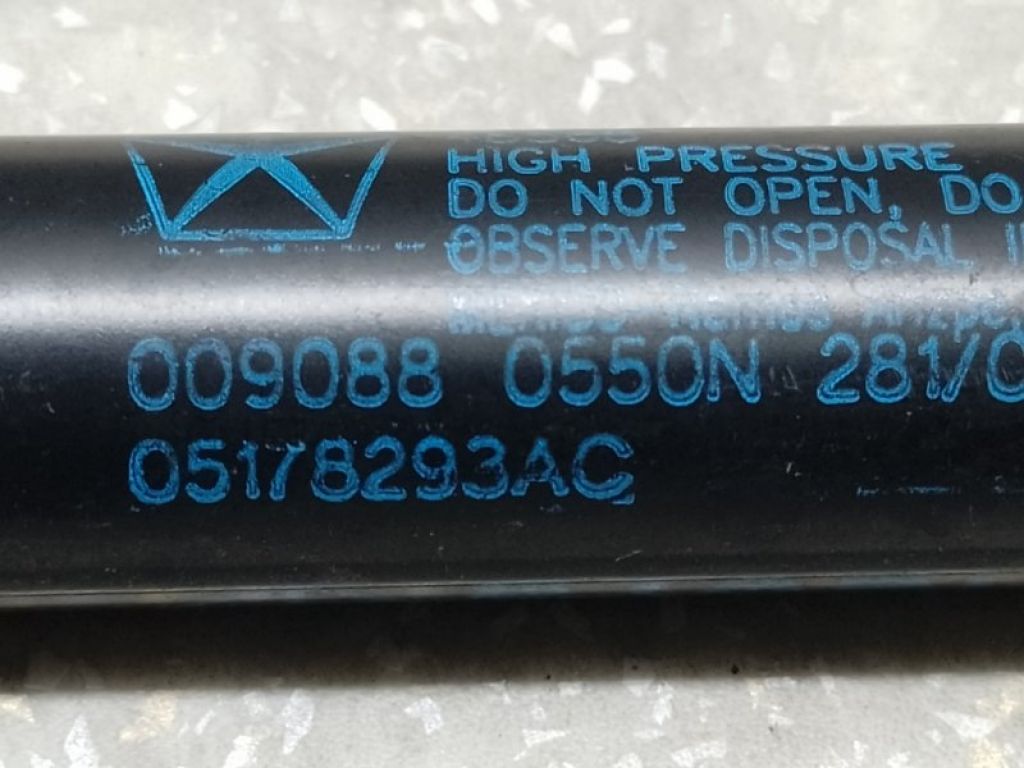 HIGH PRESSURE
DO NOT OPEN, DO
OBSERVE DISPOSAL
009088 0550N 281/0
05178293AC